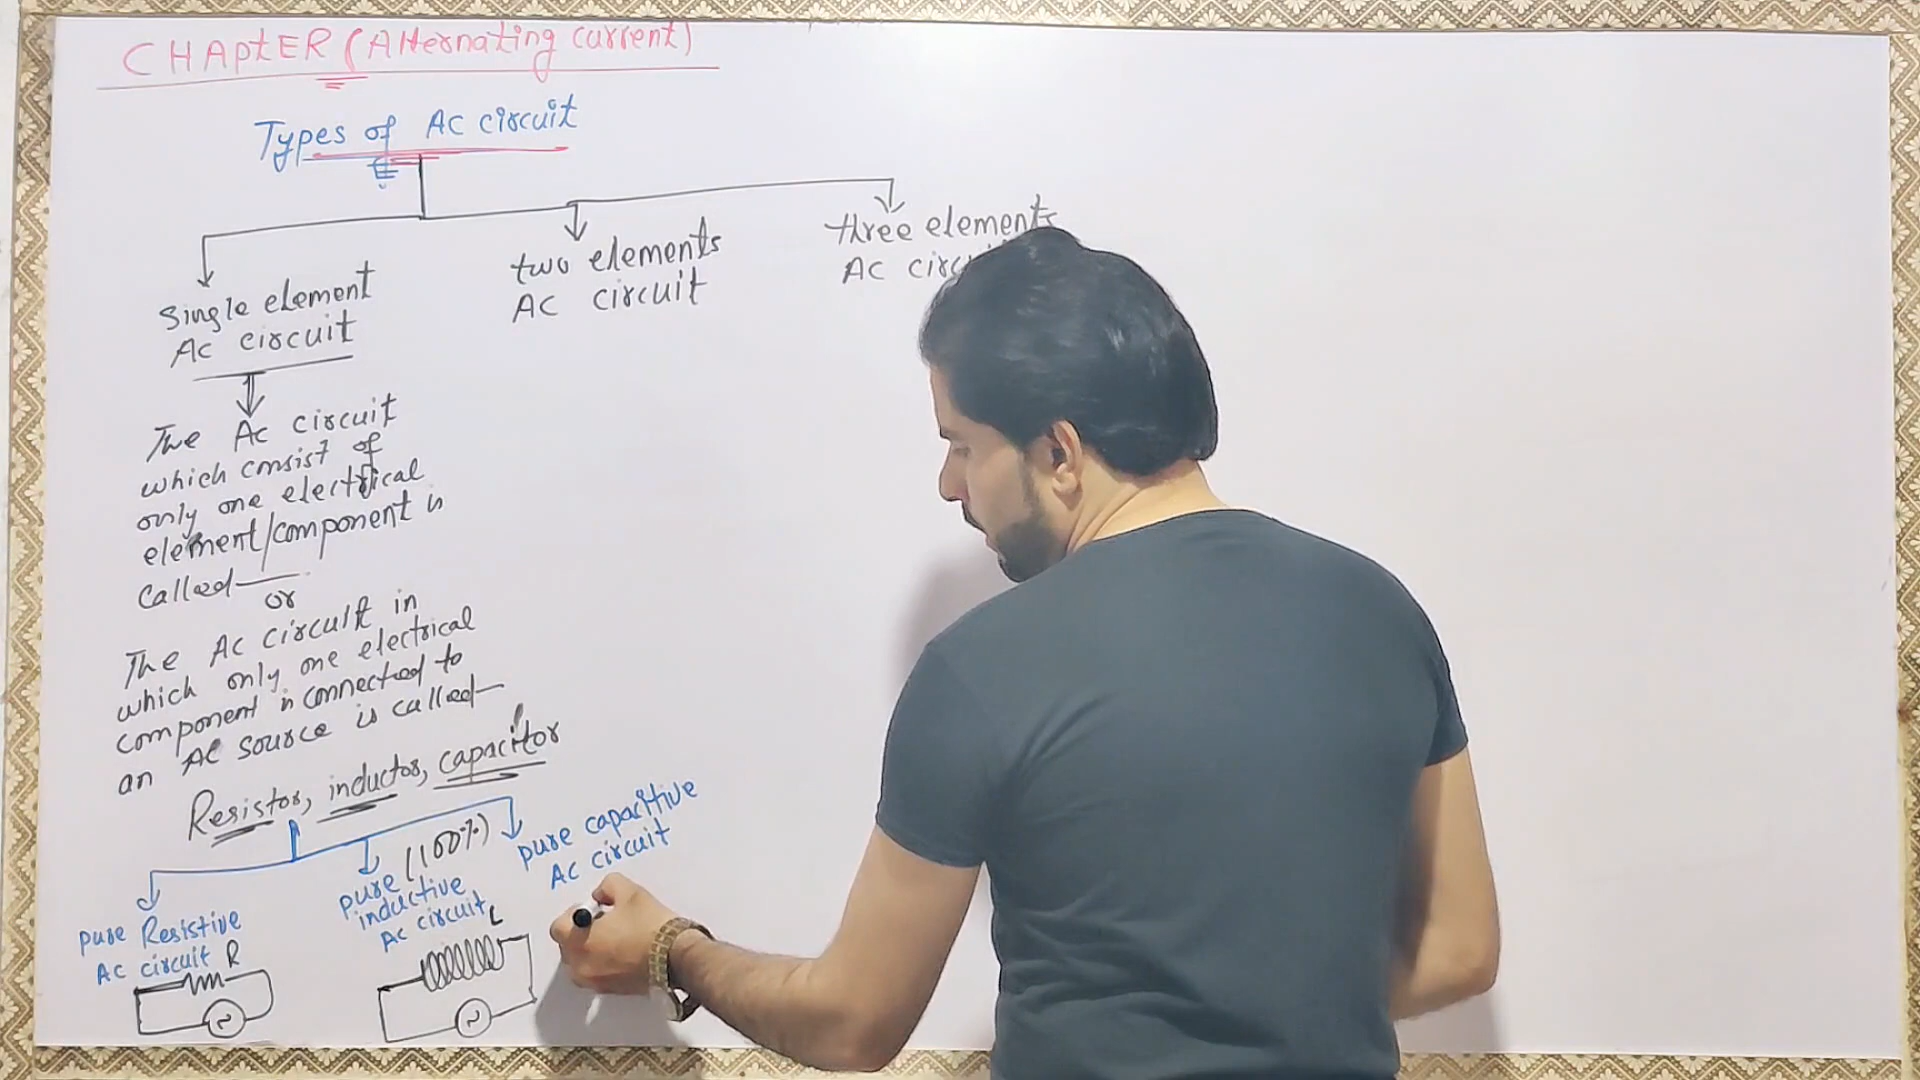 CHAPtER (Alternating current)
Types of AC circuit
single element
AC circuit
two elements
AC circuit
three elements
AC circ
The AC circuit
which consist of
only one electrical
element/component is
called—
or
The AC circuit in
which only one electrical
component is connected to
an AC source is called—
Resistor, inductor, capacitor
pure Resistive
AC circuit
R
pure (100%)
inductive
AC circuit
L
pure capacitive
AC circuit